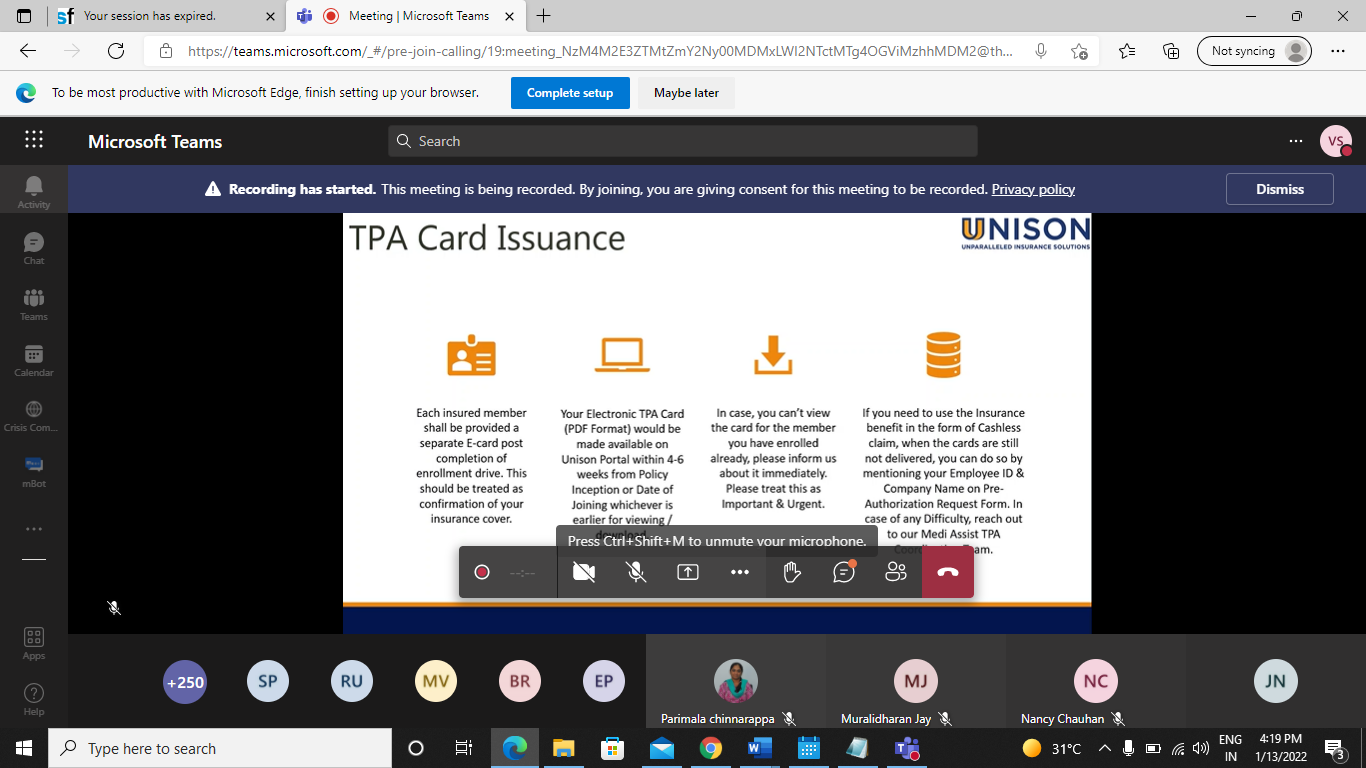 Your session has expired.
Meeting | Microsoft Teams
https://teams.microsoft.com/_#/pre-join-calling/19:meeting_NzM4M2E3ZTMtZmY2Ny00MDMxLWI2NTctMTg4OGViMzhhMDM2@th...
Not syncing
To be most productive with Microsoft Edge, finish setting up your browser.
Complete setup
Maybe later
Microsoft Teams
Search
VS
Recording has started. This meeting is being recorded. By joining, you are giving consent for this meeting to be recorded. Privacy policy
Dismiss
Activity
Chat
Teams
Calendar
Crisis Com...
mBot
Apps
Help
TPA Card Issuance
UNISON
UNPARALLELED INSURANCE SOLUTIONS
Each insured member
shall be provided a
separate E-card post
completion of
enrollment drive. This
should be treated as
confirmation of your
insurance cover.
Your Electronic TPA Card
(PDF Format) would be
made available on
Unison Portal within 4-6
weeks from Policy
Inception or Date of
Joining whichever is
earlier for viewing /
In case, you can't view
the card for the member
you have enrolled
already, please inform us
about it immediately.
Please treat this as
Important & Urgent.
If you need to use the Insurance
benefit in the form of Cashless
claim, when the cards are still
not delivered, you can do so by
mentioning your Employee ID &
Company Name on Pre-
Authorization Request Form. In
case of any Difficulty, reach out
to our Medi Assist TPA
Press Ctrl+Shift+M to unmute your microphone.
--:--
+250
SP
RU
MV
BR
EP
Parimala chinnarappa
MJ
Muralidharan Jay
NC
Nancy Chauhan
JN
Type here to search
31°C
ENG
IN
4:19 PM
1/13/2022
3